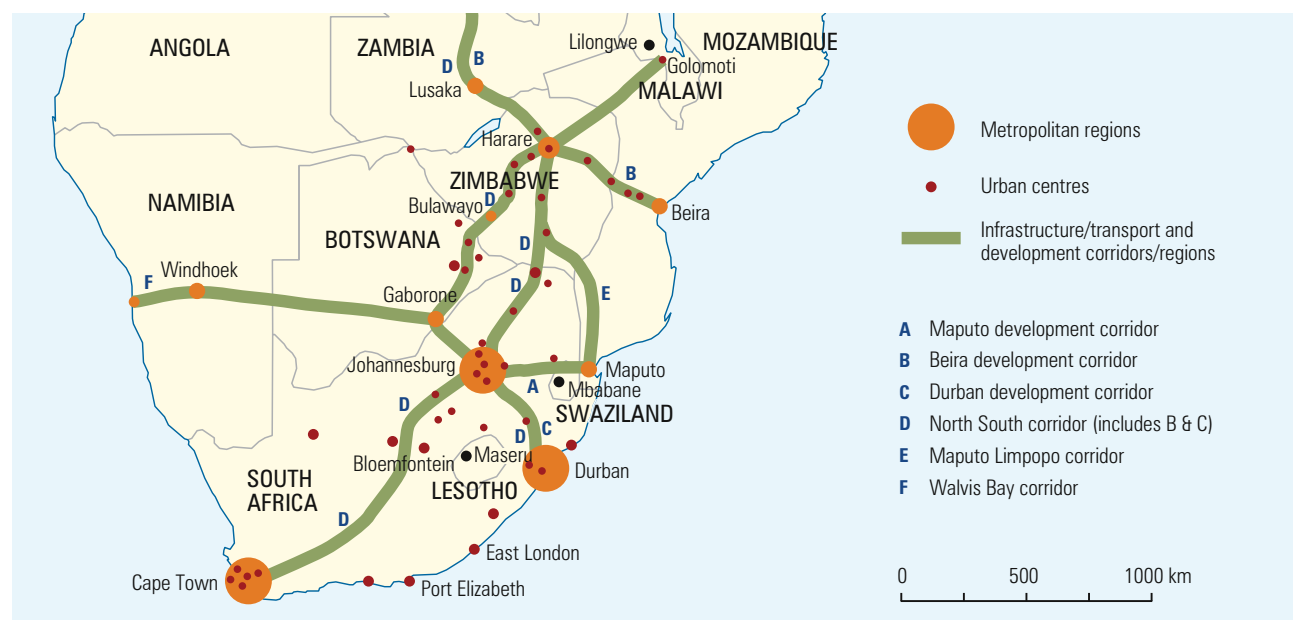 ANGOLA
ZAMBIA
Lilongwe
MOZAMBIQUE
D
B
Golomoti
Lusaka
MALAWI
Harare
ZIMBABWE
B
NAMIBIA
Bulawayo
D
Beira
BOTSWANA
D
Windhoek
F
D
E
Gaborone
Johannesburg
Maputo
A
Mbabane
D
SWAZILAND
C
D
Bloemfontein
Maseru
Durban
SOUTH
AFRICA
LESOTHO
D
East London
Cape Town
Port Elizabeth
Metropolitan regions
Urban centres
Infrastructure/transport and
development corridors/regions
A Maputo development corridor
B Beira development corridor
C Durban development corridor
D North South corridor (includes B & C)
E Maputo Limpopo corridor
F Walvis Bay corridor
0 500 1000 km